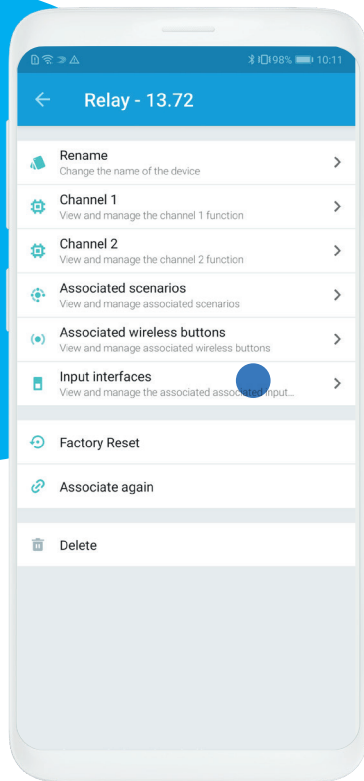 98% 10:11
Relay - 13.72
Rename
Change the name of the device
Channel 1
View and manage the channel 1 function
Channel 2
View and manage the channel 2 function
Associated scenarios
View and manage associated scenarios
Associated wireless buttons
View and manage associated wireless buttons
Input interfaces
View and manage the associated associated input...
Factory Reset
Associate again
Delete